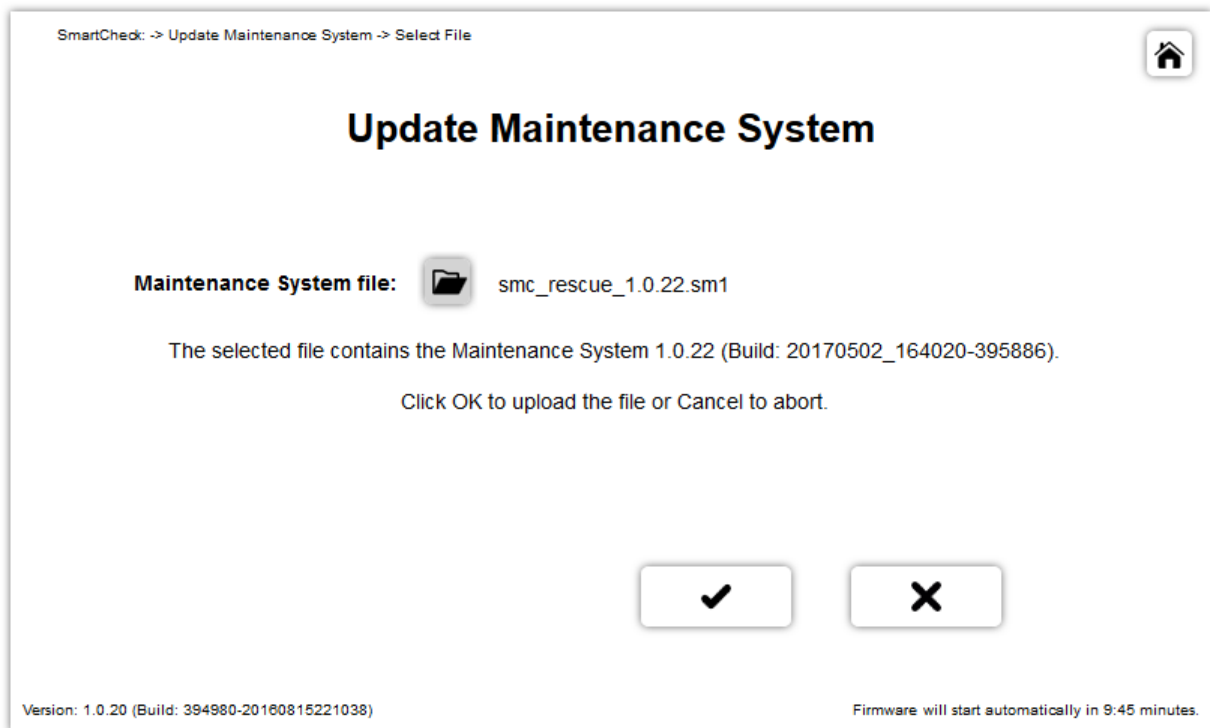 SmartCheck: -> Update Maintenance System -> Select File
Update Maintenance System
Maintenance System file: smc_rescue_1.0.22.sm1
The selected file contains the Maintenance System 1.0.22 (Build: 20170502_164020-395886).
Click OK to upload the file or Cancel to abort.
Version: 1.0.20 (Build: 394980-20160815221038) Firmware will start automatically in 9:45 minutes.